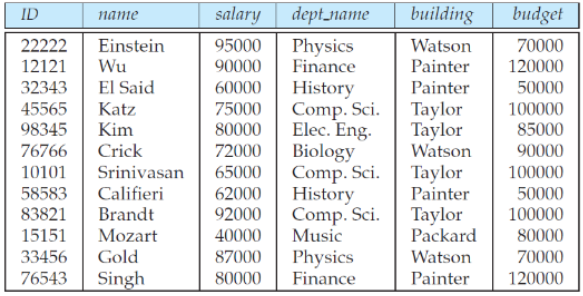 ID name salary dept_name building budget
22222 Einstein 95000 Physics Watson 70000
12121 Wu 90000 Finance Painter 120000
32343 El Said 60000 History Painter 50000
45565 Katz 75000 Comp. Sci. Taylor 100000
98345 Kim 80000 Elec. Eng. Taylor 85000
76766 Crick 72000 Biology Watson 90000
10101 Srinivasan 65000 Comp. Sci. Taylor 100000
58583 Califieri 62000 History Painter 50000
83821 Brandt 92000 Comp. Sci. Taylor 100000
15151 Mozart 40000 Music Packard 80000
33456 Gold 87000 Physics Watson 70000
76543 Singh 80000 Finance Painter 120000